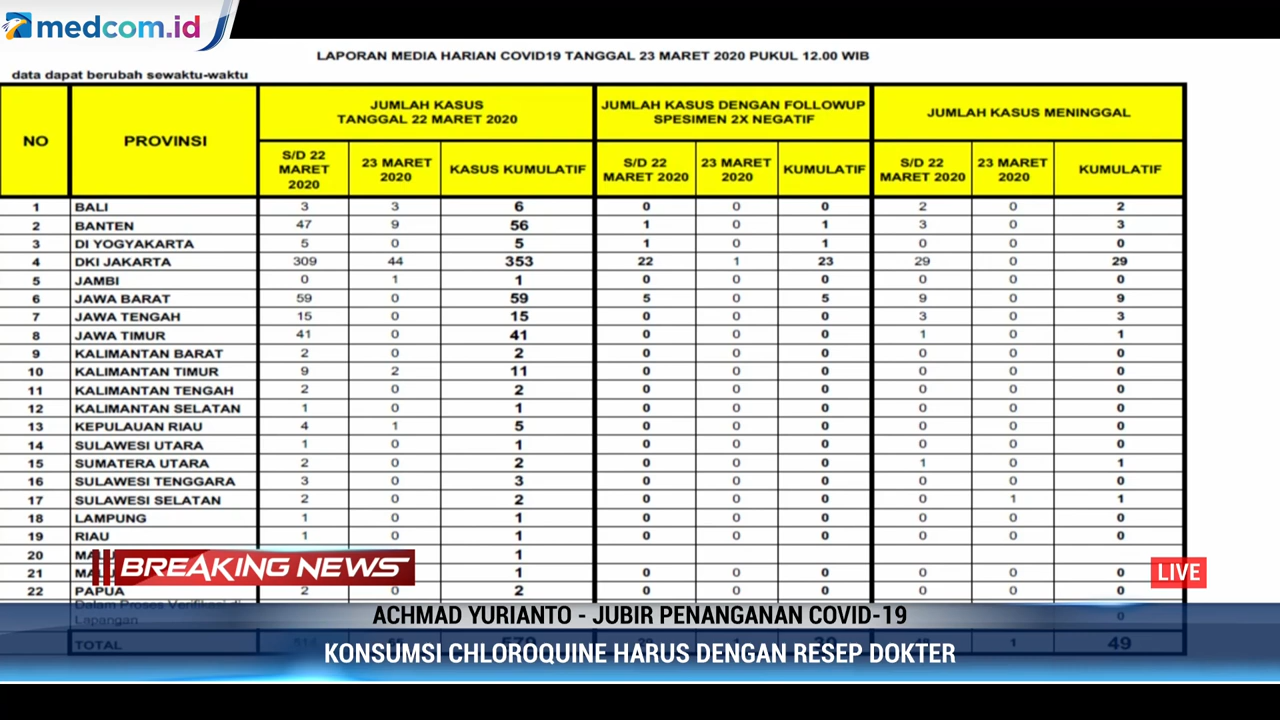 medcom.id
LAPORAN MEDIA HARIAN COVID19 TANGGAL 23 MARET 2020 PUKUL 12.00 WIB
data dapat berubah sewaktu-waktu
NO PROVINSI JUMLAH KASUS TANGGAL 22 MARET 2020 JUMLAH KASUS DENGAN FOLLOWUP SPESIMEN 2X NEGATIF JUMLAH KASUS MENINGGAL
S/D 22 MARET 2020 23 MARET 2020 KASUS KUMULATIF S/D 22 MARET 2020 23 MARET 2020 KUMULATIF S/D 22 MARET 2020 23 MARET 2020 KUMULATIF
1 BALI 3 3 6 0 0 0 2 0 2
2 BANTEN 47 9 56 1 0 1 3 0 3
3 DI YOGYAKARTA 5 0 5 1 0 1 0 0 0
4 DKI JAKARTA 309 44 353 22 1 23 29 0 29
5 JAMBI 0 1 1 0 0 0 0 0 0
6 JAWA BARAT 59 0 59 5 0 5 9 0 9
7 JAWA TENGAH 15 0 15 0 0 0 3 0 3
8 JAWA TIMUR 41 0 41 0 0 0 1 0 1
9 KALIMANTAN BARAT 2 0 2 0 0 0 0 0 0
10 KALIMANTAN TIMUR 9 2 11 0 0 0 0 0 0
11 KALIMANTAN TENGAH 2 0 2 0 0 0 0 0 0
12 KALIMANTAN SELATAN 1 0 1 0 0 0 0 0 0
13 KEPULAUAN RIAU 4 1 5 0 0 0 0 0 0
14 SULAWESI UTARA 1 0 1 0 0 0 0 0 0
15 SUMATERA UTARA 2 0 2 0 0 0 1 0 1
16 SULAWESI TENGGARA 3 0 3 0 0 0 0 0 0
17 SULAWESI SELATAN 2 0 2 0 0 0 0 1 1
18 LAMPUNG 1 0 1 0 0 0 0 0 0
19 RIAU 1 0 1 0 0 0 0 0 0
20 1 0
21 1 0 0 0 0 0 0
22 PAPUA 2 0 2 0 0 0 0 0 0
Dalam Proses Verifikasi di Lapangan 0
TOTAL 514 65 579 29 1 30 48 1 49
BREAKING NEWS
LIVE
ACHMAD YURIANTO - JUBIR PENANGANAN COVID-19
KONSUMSI CHLOROQUINE HARUS DENGAN RESEP DOKTER